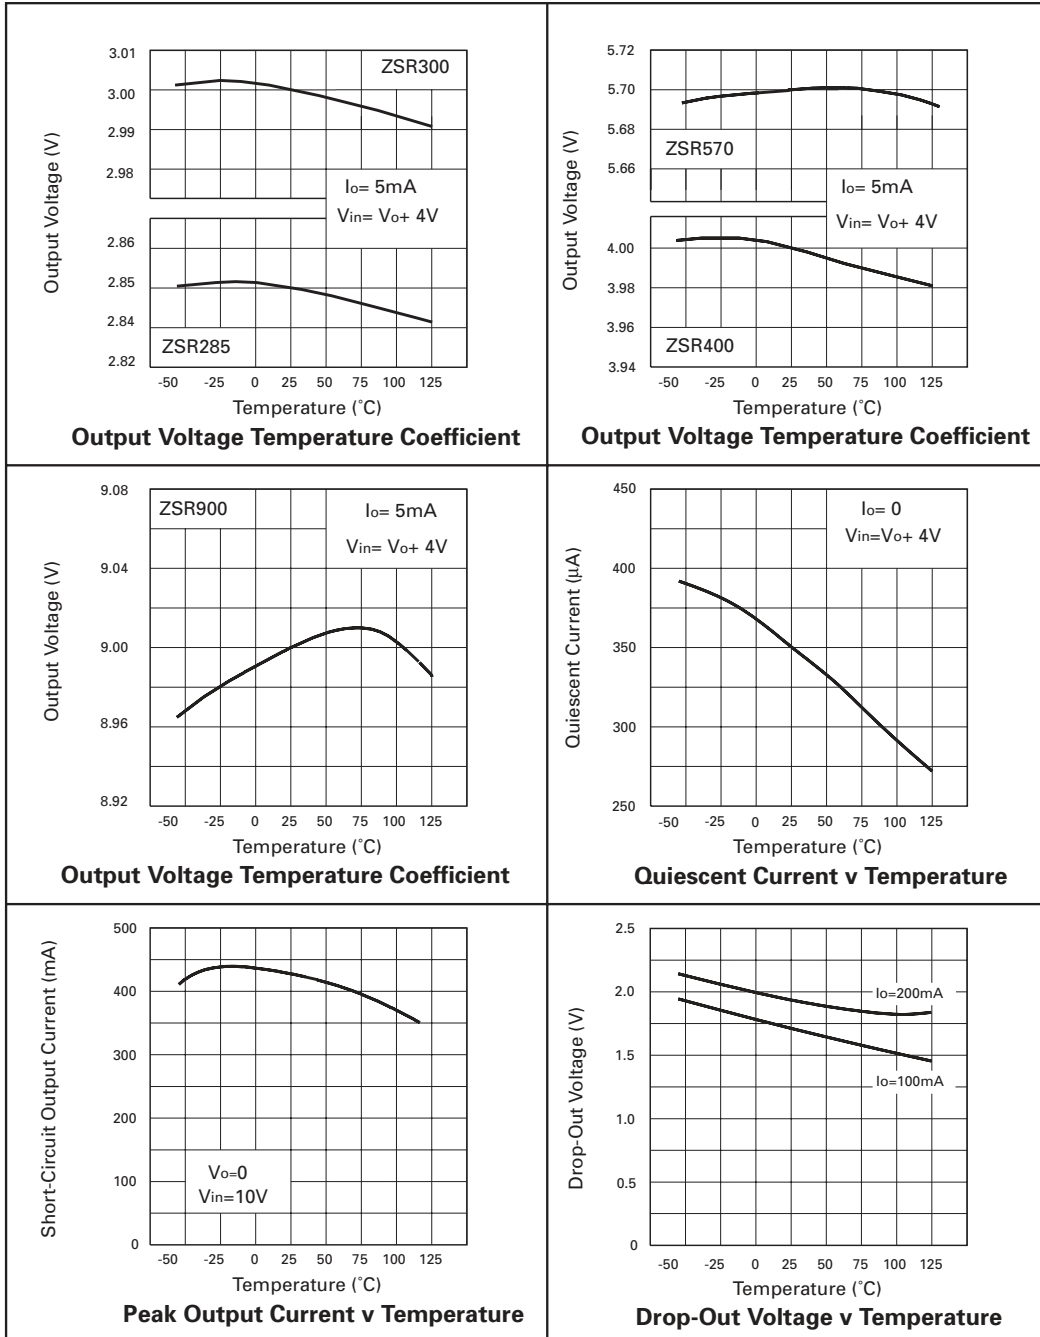 3.01
3.00
2.99
2.98
ZSR300
Io= 5mA
Vin= Vo+ 4V
2.86
2.85
2.84
2.82
ZSR285
Output Voltage (V)
Output Voltage (V)
-50 -25 0 25 50 75 100 125
Temperature (˚C)
Output Voltage Temperature Coefficient
5.72
5.70
5.68
5.66
ZSR570
Io= 5mA
Vin= Vo+ 4V
4.00
3.98
3.96
3.94
ZSR400
Output Voltage (V)
Output Voltage (V)
-50 -25 0 25 50 75 100 125
Temperature (˚C)
Output Voltage Temperature Coefficient
9.08
9.04
9.00
8.96
8.92
ZSR900
Io= 5mA
Vin= Vo+ 4V
Output Voltage (V)
-50 -25 0 25 50 75 100 125
Temperature (˚C)
Output Voltage Temperature Coefficient
450
400
350
300
250
Io= 0
Vin=Vo+ 4V
Quiescent Current (µA)
-50 -25 0 25 50 75 100 125
Temperature (˚C)
Quiescent Current v Temperature
500
400
300
200
100
0
Vo=0
Vin=10V
Short-Circuit Output Current (mA)
-50 -25 0 25 50 75 100 125
Temperature (˚C)
Peak Output Current v Temperature
2.5
2.0
1.5
1.0
0.5
0
Io=200mA
Io=100mA
Drop-Out Voltage (V)
-50 -25 0 25 50 75 100 125
Temperature (˚C)
Drop-Out Voltage v Temperature